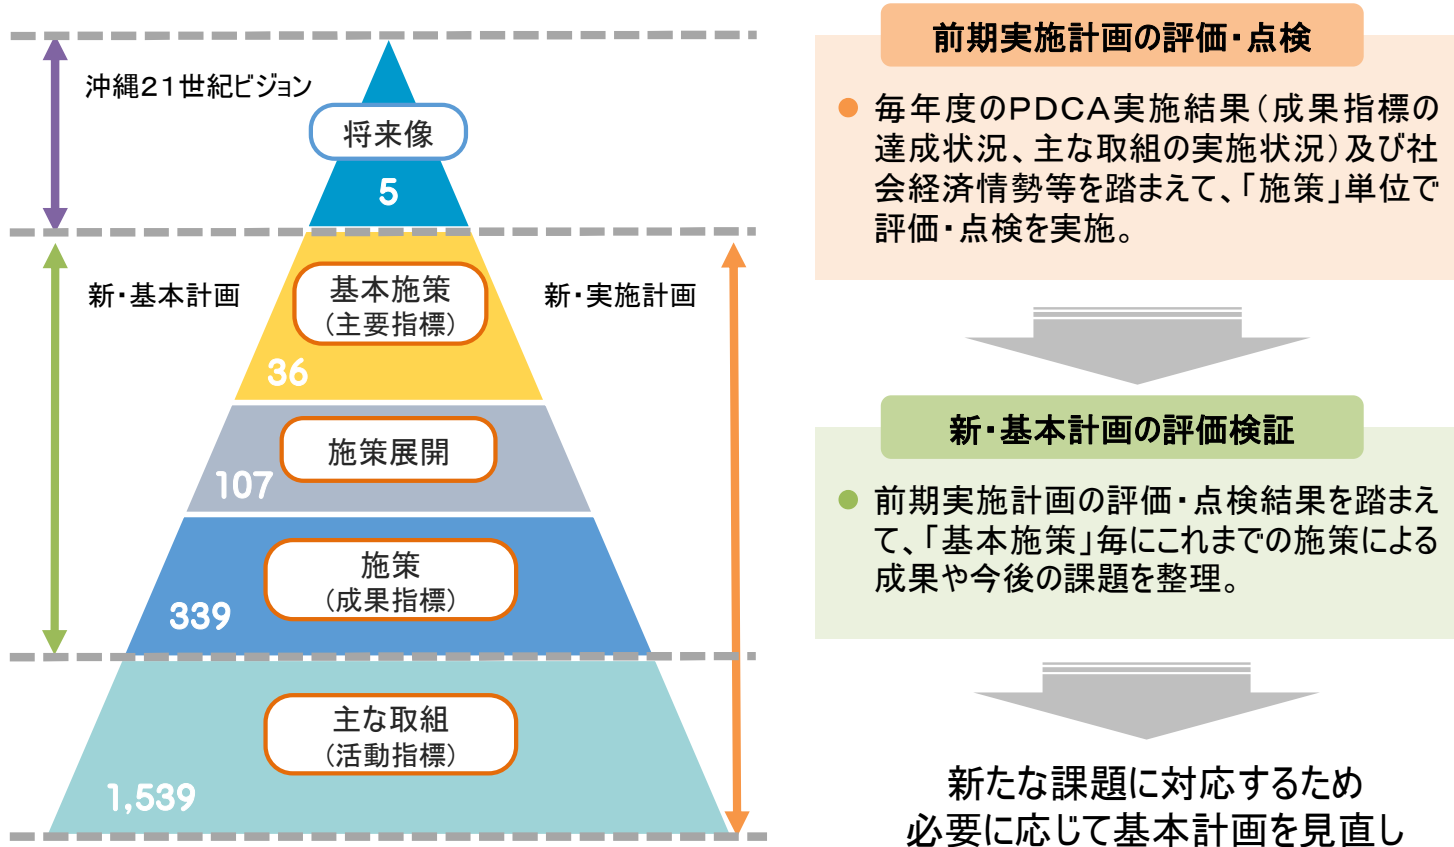 沖縄21世紀ビジョン
将来像
5
新・基本計画
新・実施計画
基本施策
(主要指標)
36
施策展開
107
施策
(成果指標)
339
主な取組
(活動指標)
1,539
前期実施計画の評価・点検
● 毎年度のPDCA実施結果(成果指標の
達成状況、主な取組の実施状況)及び社
会経済情勢等を踏まえて、「施策」単位で
評価・点検を実施。
新・基本計画の評価検証
● 前期実施計画の評価・点検結果を踏まえ
て、「基本施策」毎にこれまでの施策による
成果や今後の課題を整理。
新たな課題に対応するため
必要に応じて基本計画を見直し